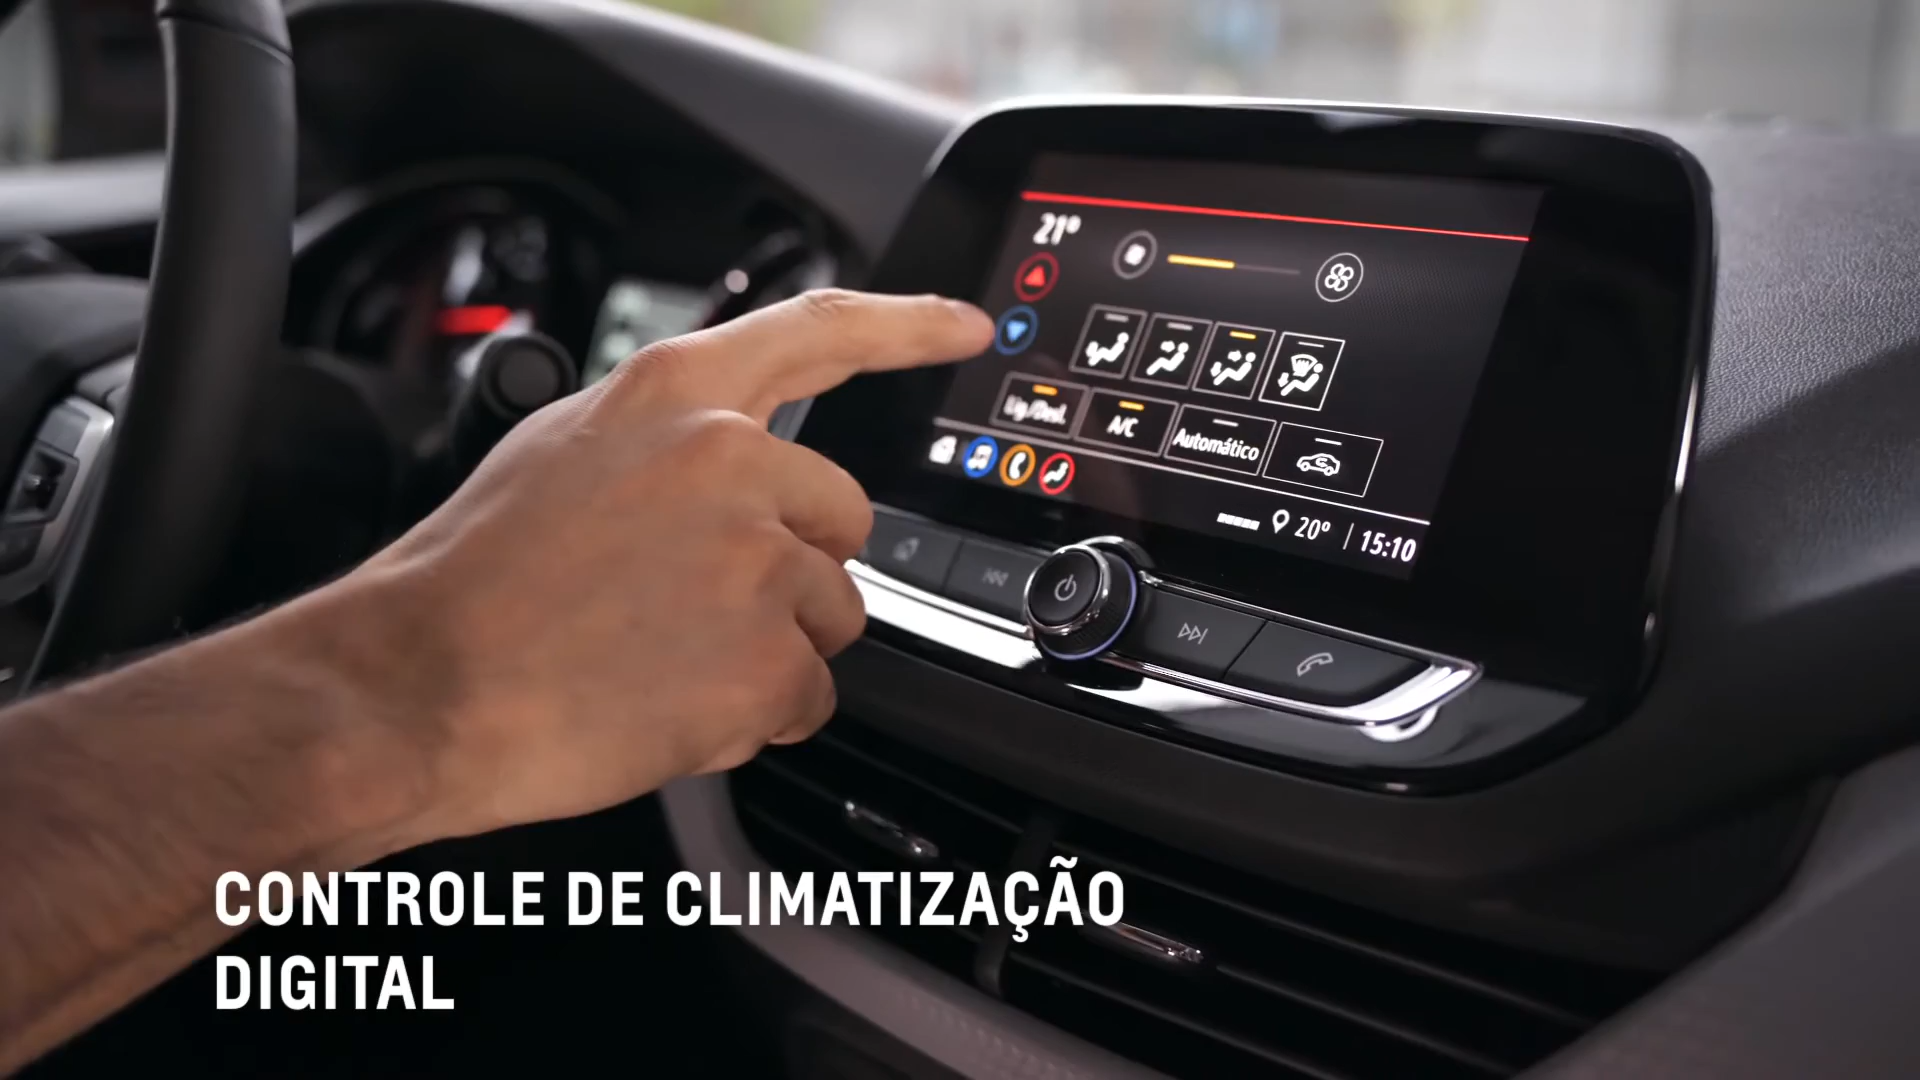 21°
Lig./Desl.
A/C
Automático
20°
15:10
CONTROLE DE CLIMATIZAÇÃO
DIGITAL